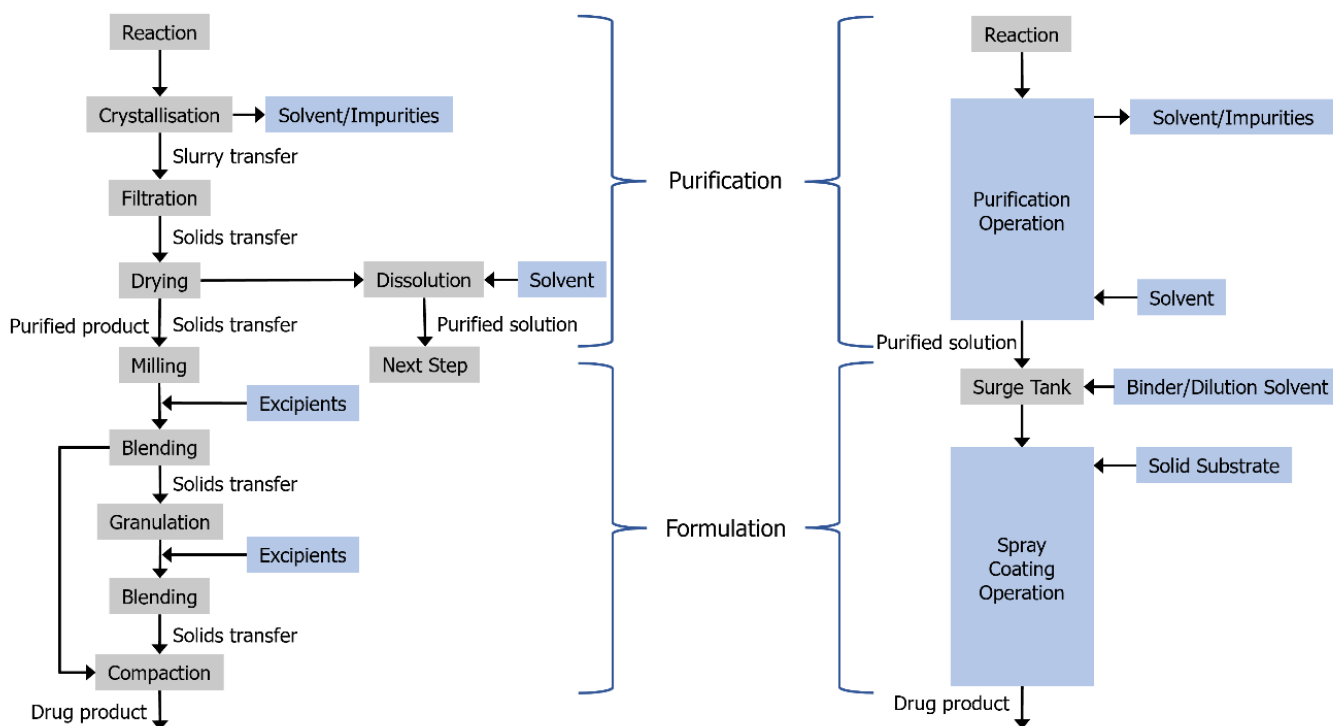 Reaction
Crystallisation
Solvent/Impurities
Slurry transfer
Filtration
Solids transfer
Drying
Dissolution
Solvent
Purified product
Solids transfer
Purified solution
Milling
Next Step
Excipients
Blending
Solids transfer
Granulation
Excipients
Blending
Solids transfer
Compaction
Drug product
Purification
Formulation
Reaction
Solvent/Impurities
Purification
Operation
Solvent
Purified solution
Surge Tank
Binder/Dilution Solvent
Solid Substrate
Spray
Coating
Operation
Drug product